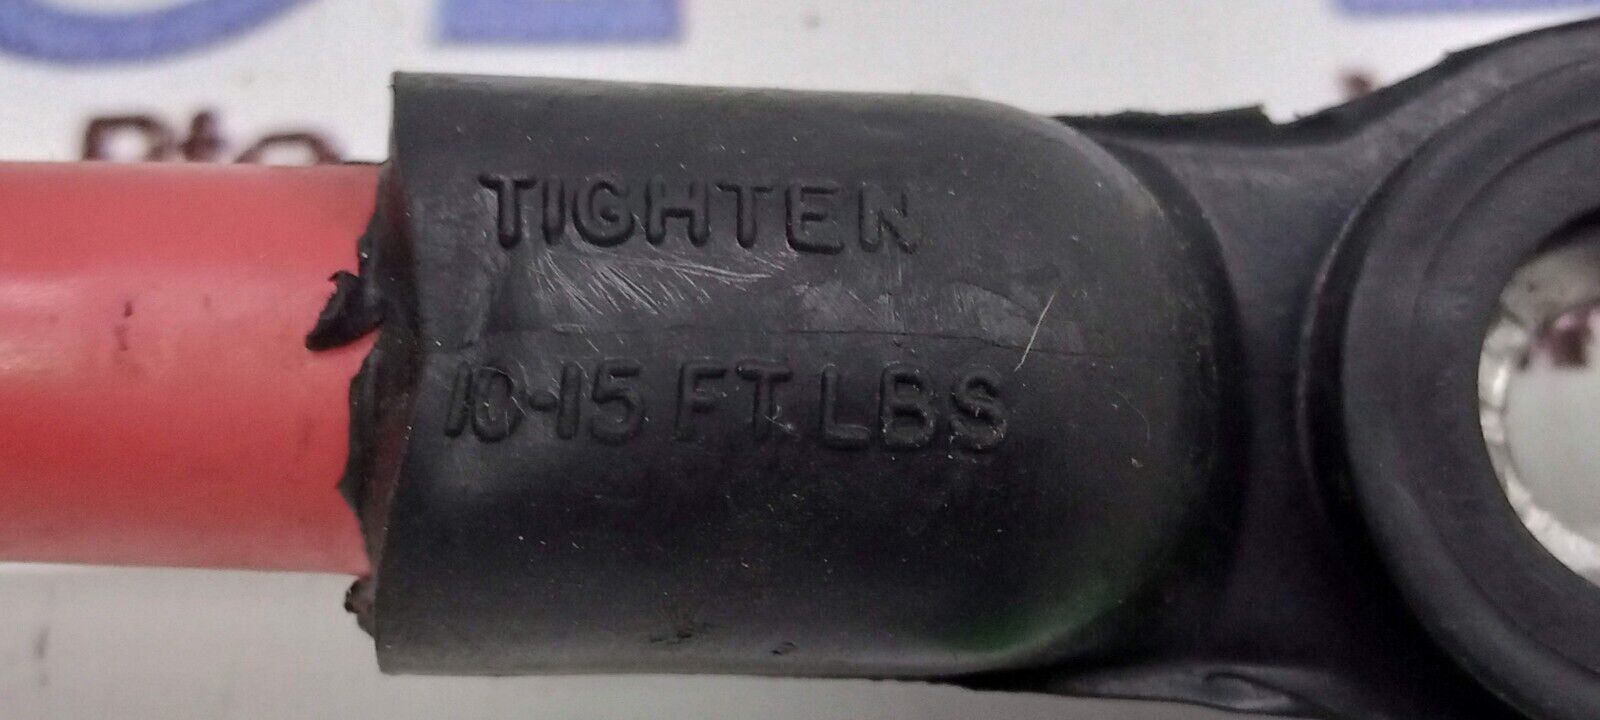 TIGHTEN
10-15 FT LBS